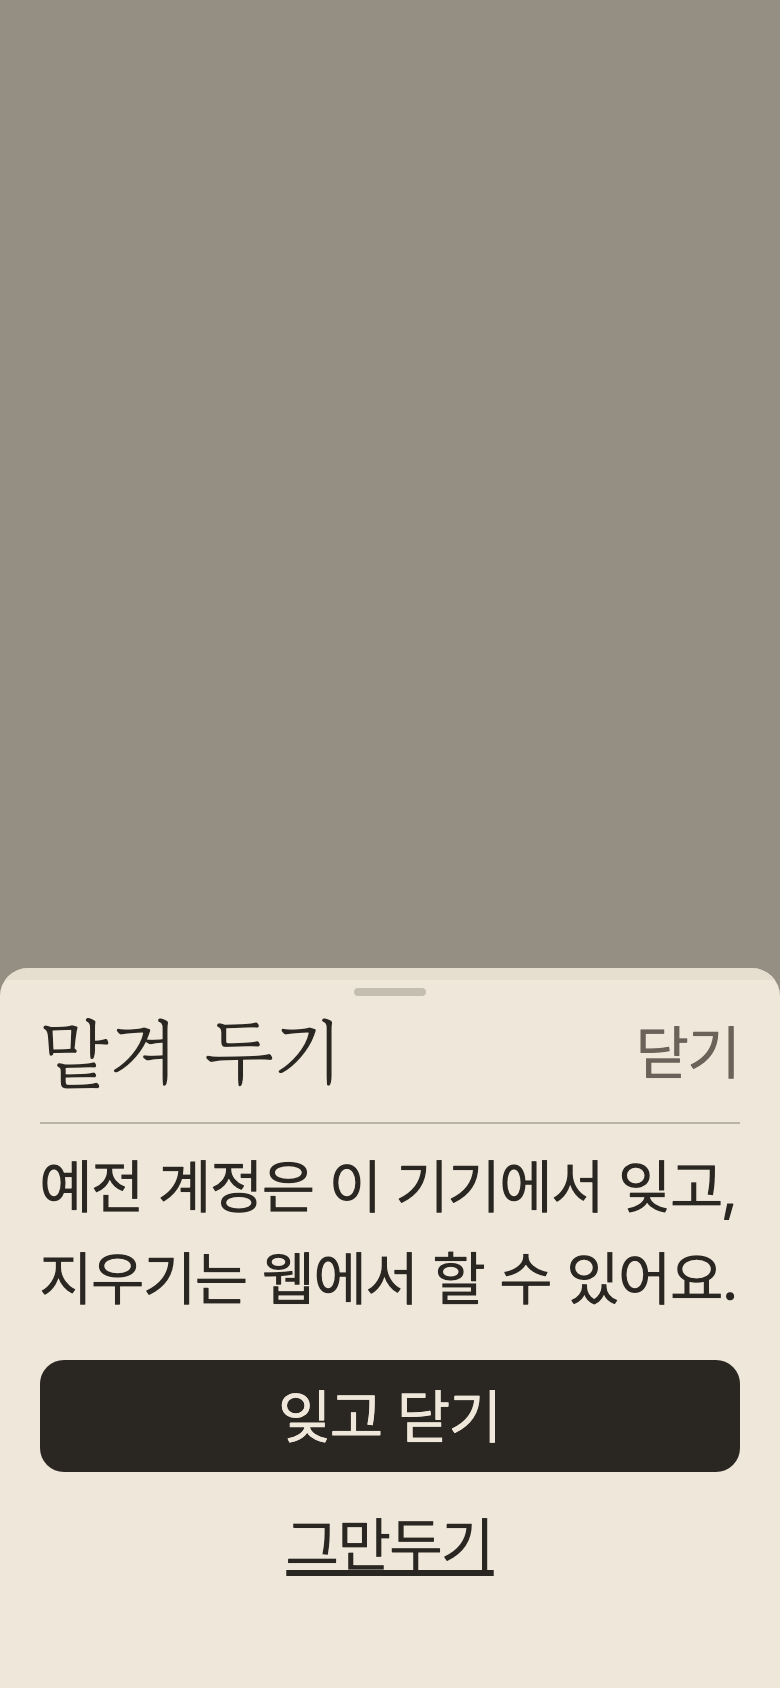 맡겨 두기
닫기
예전 계정은 이 기기에서 잊고,
지우기는 웹에서 할 수 있어요.
잊고 닫기
그만두기